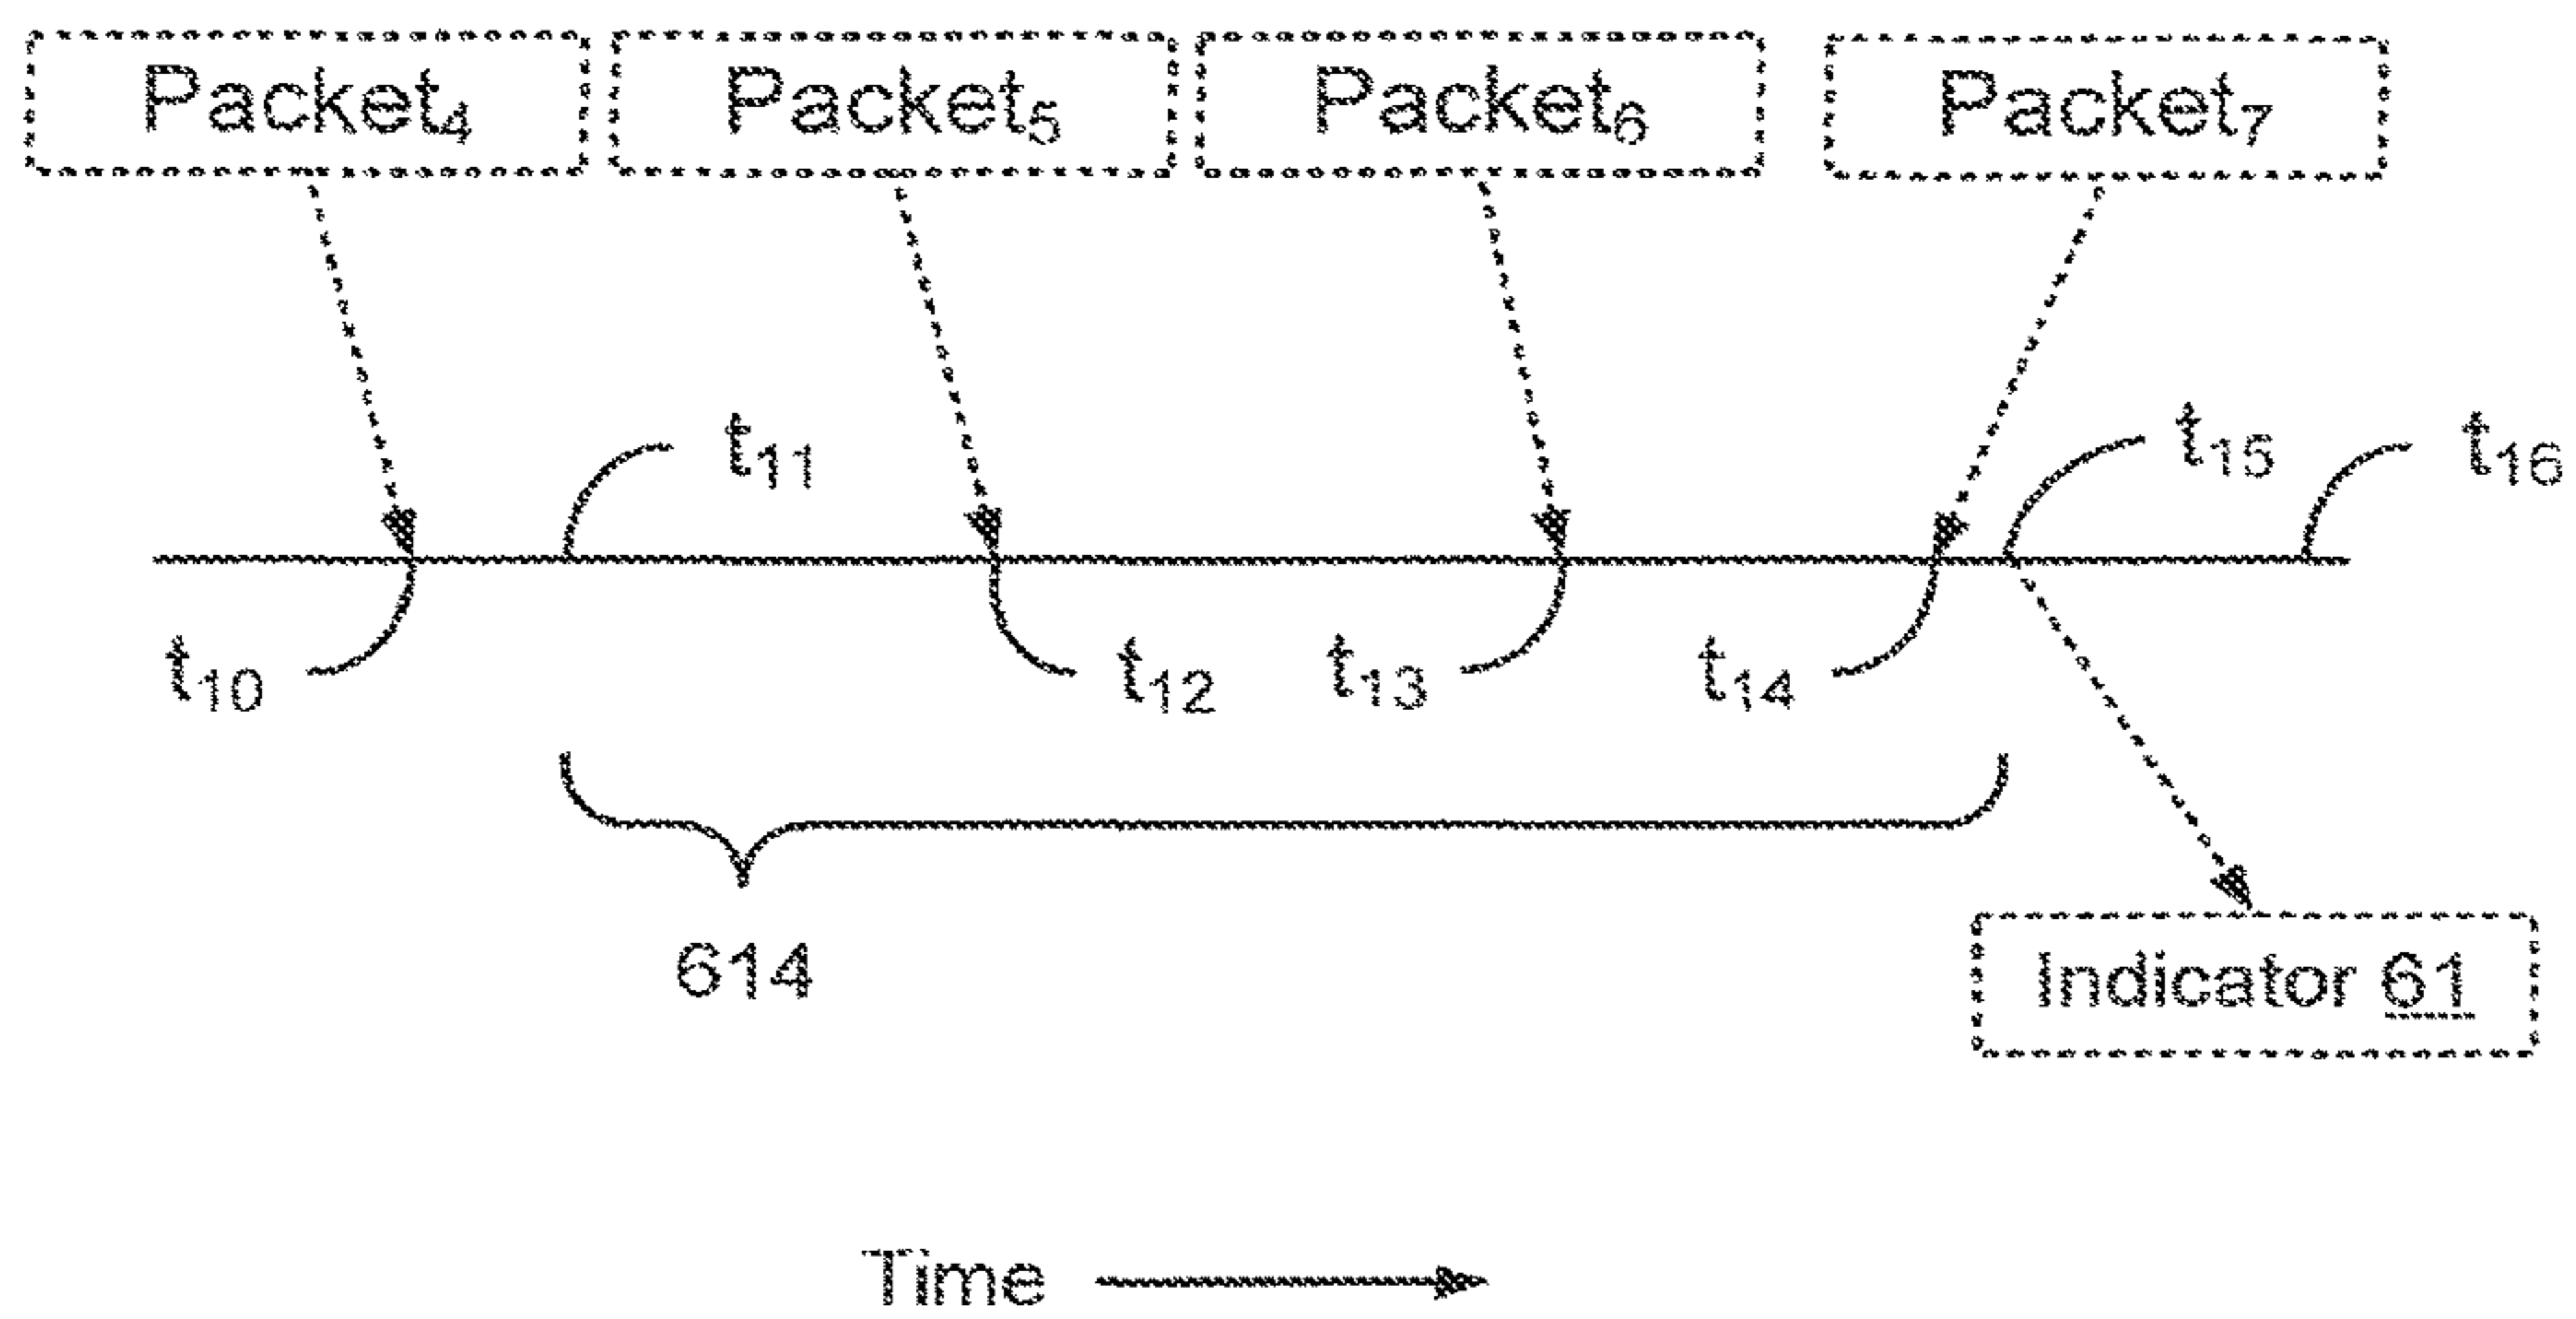 Packet₄ Packet₅ Packet₆ Packet₇
t₁₁ t₁₅ t₁₆
t₁₀ t₁₂ t₁₃ t₁₄
614
Indicator 61
Time